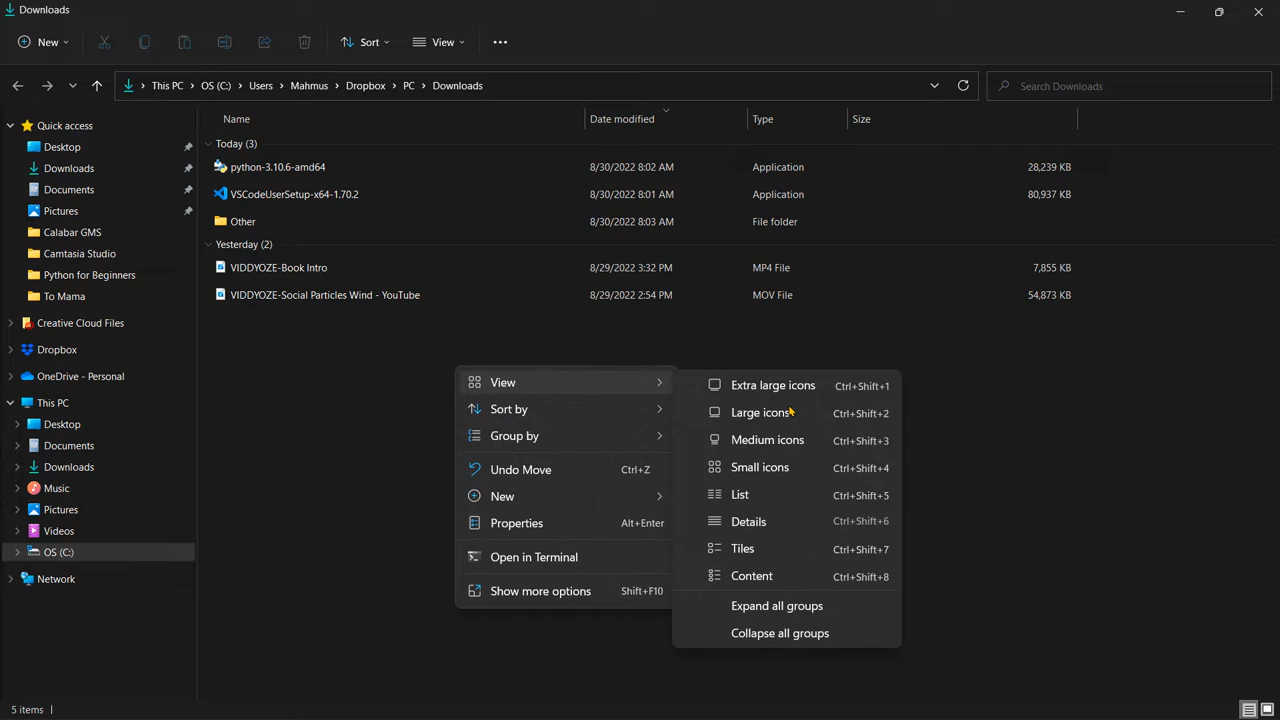 Downloads
New Sort View
This PC OS (C:) Users Mahmus Dropbox PC Downloads Search Downloads
Name Date modified Type Size
Quick access
Desktop
Downloads
Documents
Pictures
Calabar GMS
Camtasia Studio
Python for Beginners
To Mama
Creative Cloud Files
Dropbox
OneDrive - Personal
This PC
Desktop
Documents
Downloads
Music
Pictures
Videos
OS (C:)
Network
Today (3)
python-3.10.6-amd64 8/30/2022 8:02 AM Application 28,239 KB
VSCodeUserSetup-x64-1.70.2 8/30/2022 8:01 AM Application 80,937 KB
Other 8/30/2022 8:03 AM File folder
Yesterday (2)
VIDDYOZE-Book Intro 8/29/2022 3:32 PM MP4 File 7,855 KB
VIDDYOZE-Social Particles Wind - YouTube 8/29/2022 2:54 PM MOV File 54,873 KB
View
Sort by
Group by
Undo Move Ctrl+Z
New
Properties Alt+Enter
Open in Terminal
Show more options Shift+F10
Extra large icons Ctrl+Shift+1
Large icons Ctrl+Shift+2
Medium icons Ctrl+Shift+3
Small icons Ctrl+Shift+4
List Ctrl+Shift+5
Details Ctrl+Shift+6
Tiles Ctrl+Shift+7
Content Ctrl+Shift+8
Expand all groups
Collapse all groups
5 items